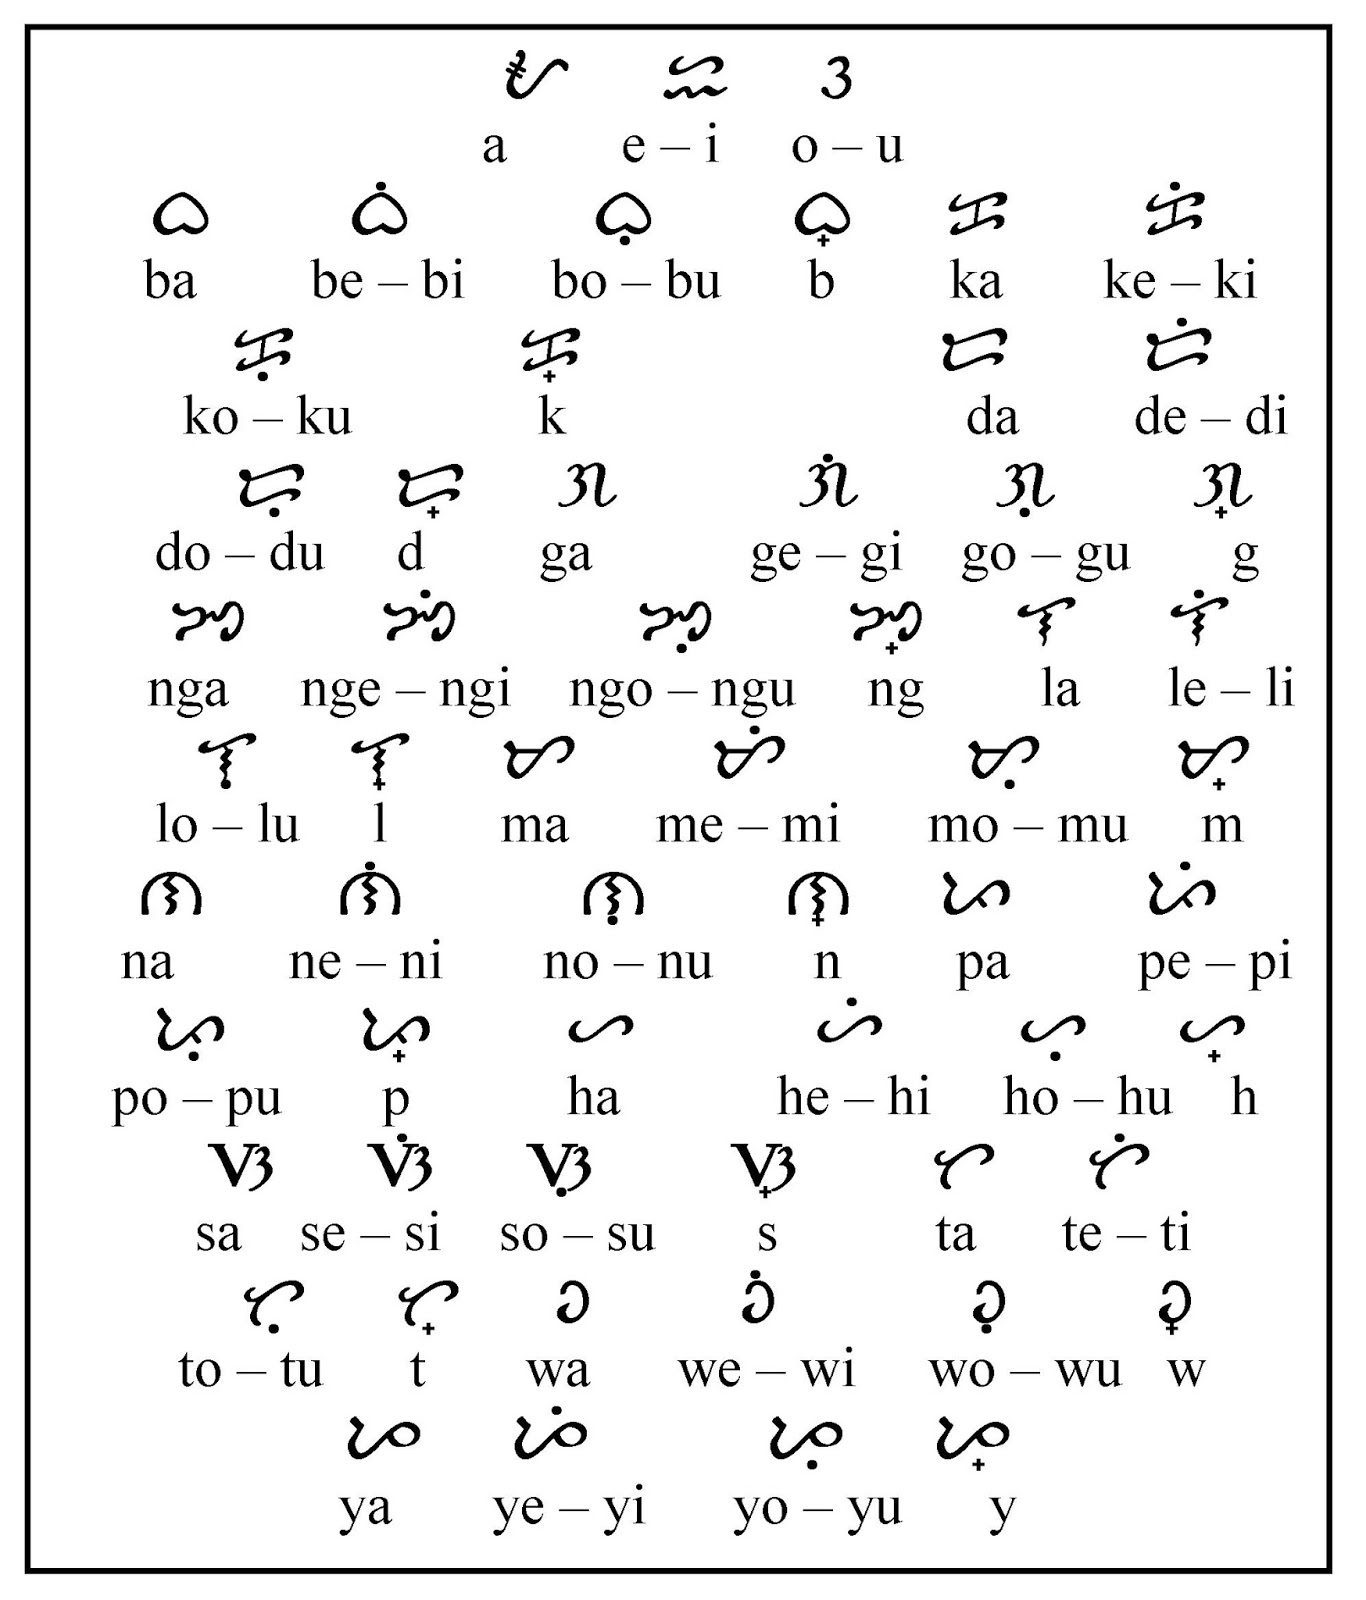 ᜀ ᜁ ᜂ
a e – i o – u
ᜊ ᜊᜒ ᜊᜓ ᜊ᜔ ᜃ ᜃᜒ
ba be – bi bo – bu b ka ke – ki
ᜃᜓ ᜃ᜔ ᜇ ᜇᜒ
ko – ku k da de – di
ᜇᜓ ᜇ᜔ ᜄ ᜄᜒ ᜄᜓ ᜄ᜔
do – du d ga ge – gi go – gu g
ᜅ ᜅᜒ ᜅᜓ ᜅ᜔ ᜎ ᜎᜒ
nga nge – ngi ngo – ngu ng la le – li
ᜎᜓ ᜎ᜔ ᜋ ᜋᜒ ᜋᜓ ᜋ᜔
lo – lu l ma me – mi mo – mu m
ᜈ ᜈᜒ ᜈᜓ ᜈ᜔ ᜉ ᜉᜒ
na ne – ni no – nu n pa pe – pi
ᜉᜓ ᜉ᜔ ᜑ ᜑᜒ ᜑᜓ ᜑ᜔
po – pu p ha he – hi ho – hu h
ᜐ ᜐᜒ ᜐᜓ ᜐ᜔ ᜆ ᜆᜒ
sa se – si so – su s ta te – ti
ᜆᜓ ᜆ᜔ ᜏ ᜏᜒ ᜏᜓ ᜏ᜔
to – tu t wa we – wi wo – wu w
ᜌ ᜌᜒ ᜌᜓ ᜌ᜔
ya ye – yi yo – yu y